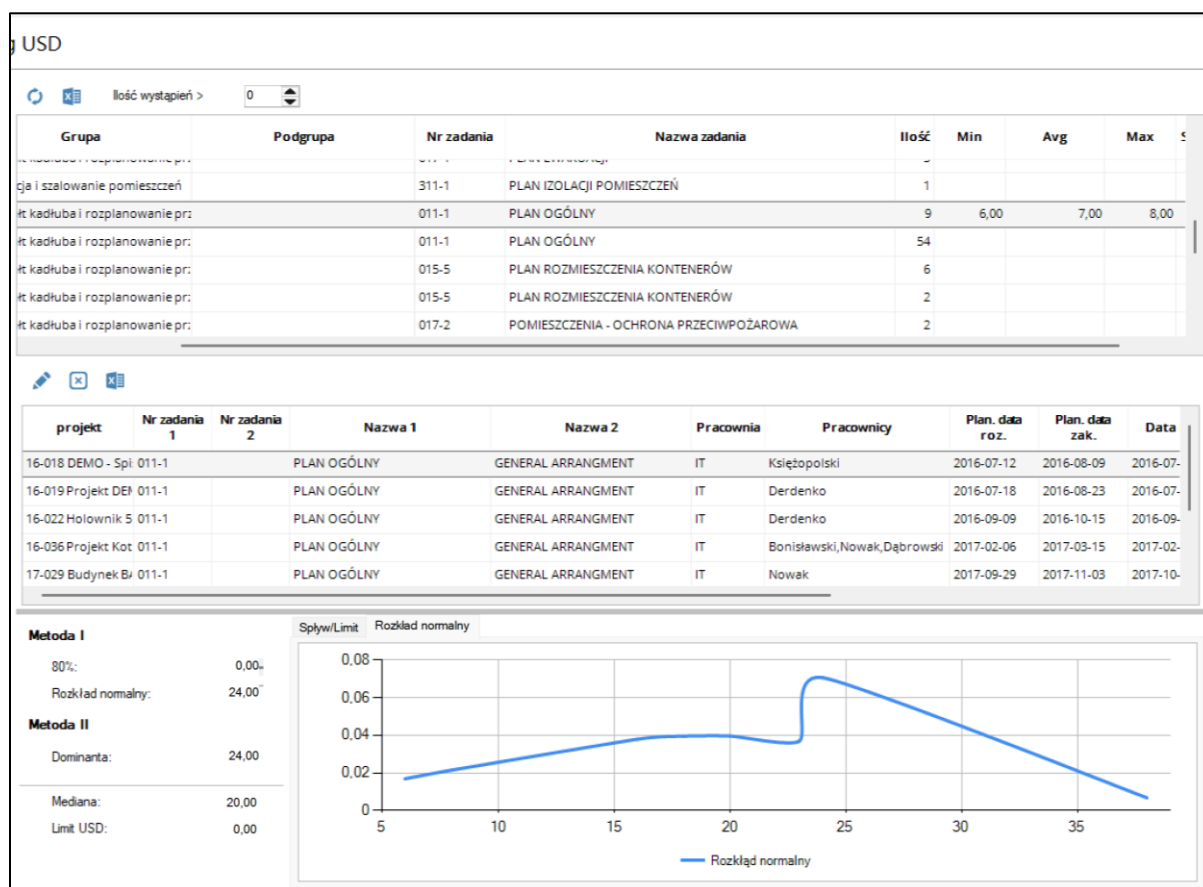 USD
Ilość wystąpień > 0
Grupa Podgrupa Nr zadania Nazwa zadania Ilość Min Avg Max
cja i szalowanie pomieszczeń 311-1 PLAN IZOLACJI POMIESZCZEŃ 1
łt kadłuba i rozplanowanie prz 011-1 PLAN OGÓLNY 9 6,00 7,00 8,00
łt kadłuba i rozplanowanie prz 011-1 PLAN OGÓLNY 54
łt kadłuba i rozplanowanie prz 015-5 PLAN ROZMIESZCZENIA KONTENERÓW 6
łt kadłuba i rozplanowanie prz 015-5 PLAN ROZMIESZCZENIA KONTENERÓW 2
łt kadłuba i rozplanowanie prz 017-2 POMIESZCZENIA - OCHRONA PRZECIWPOŻAROWA 2
projekt Nr zadania 1 Nr zadania 2 Nazwa 1 Nazwa 2 Pracownia Pracownicy Plan. data roz. Plan. data zak. Data
16-018 DEMO - Spi 011-1 PLAN OGÓLNY GENERAL ARRANGMENT IT Księżopolski 2016-07-12 2016-08-09 2016-07-
16-019 Projekt DEM 011-1 PLAN OGÓLNY GENERAL ARRANGMENT IT Derdenko 2016-07-18 2016-08-23 2016-07-
16-022 Holownik 5 011-1 PLAN OGÓLNY GENERAL ARRANGMENT IT Derdenko 2016-09-09 2016-10-15 2016-09-
16-036 Projekt Kot 011-1 PLAN OGÓLNY GENERAL ARRANGMENT IT Bonisławski,Nowak,Dąbrowski 2017-02-06 2017-03-15 2017-02-
17-029 Budynek BA 011-1 PLAN OGÓLNY GENERAL ARRANGMENT IT Nowak 2017-09-29 2017-11-03 2017-10-
Metoda I
80%: 0,00
Rozkład normalny: 24,00
Metoda II
Dominanta: 24,00
Mediana: 20,00
Limit USD: 0,00
Spływ/Limit Rozkład normalny
0,08
0,06
0,04
0,02
0
5 10 15 20 25 30 35
Rozkłąd normalny